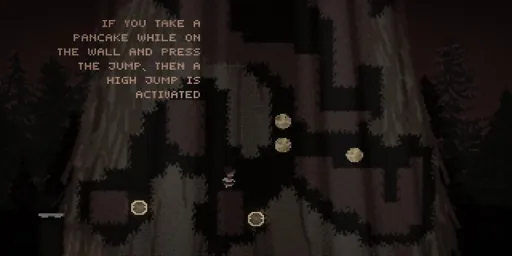 IF YOU TAKE A
PANCAKE WHILE ON
THE WALL AND PRESS
THE JUMP, THEN A
HIGH JUMP IS
ACTIVATED